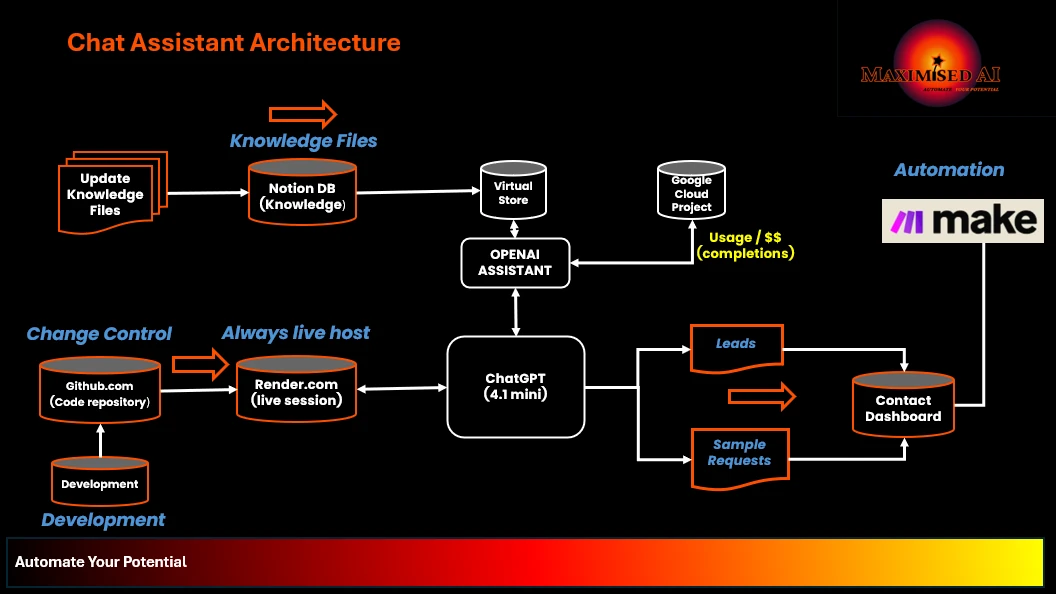 Chat Assistant Architecture
MAXIMISED AI
AUTOMATE YOUR POTENTIAL
Knowledge Files
Update
Knowledge
Files
Notion DB
(Knowledge)
Virtual
Store
Google
Cloud
Project
Automation
make
Usage / $$
(completions)
OPENAI
ASSISTANT
Change Control
Always live host
Github.com
(Code repository)
Render.com
(live session)
ChatGPT
(4.1 mini)
Leads
Contact
Dashboard
Sample
Requests
Development
Development
Automate Your Potential